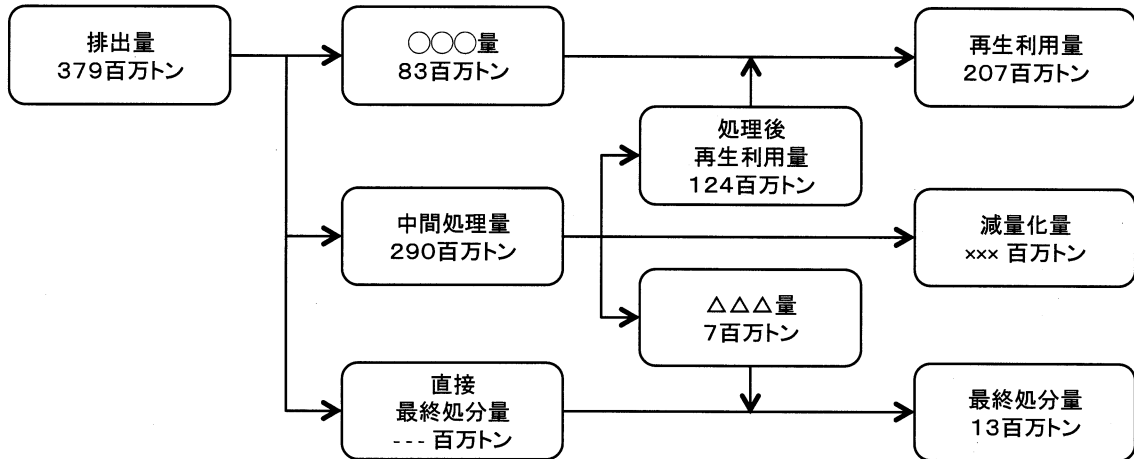 排出量
379百万トン
○○○量
83百万トン
再生利用量
207百万トン
処理後
再生利用量
124百万トン
中間処理量
290百万トン
減量化量
××× 百万トン
△△△量
7百万トン
直接
最終処分量
--- 百万トン
最終処分量
13百万トン